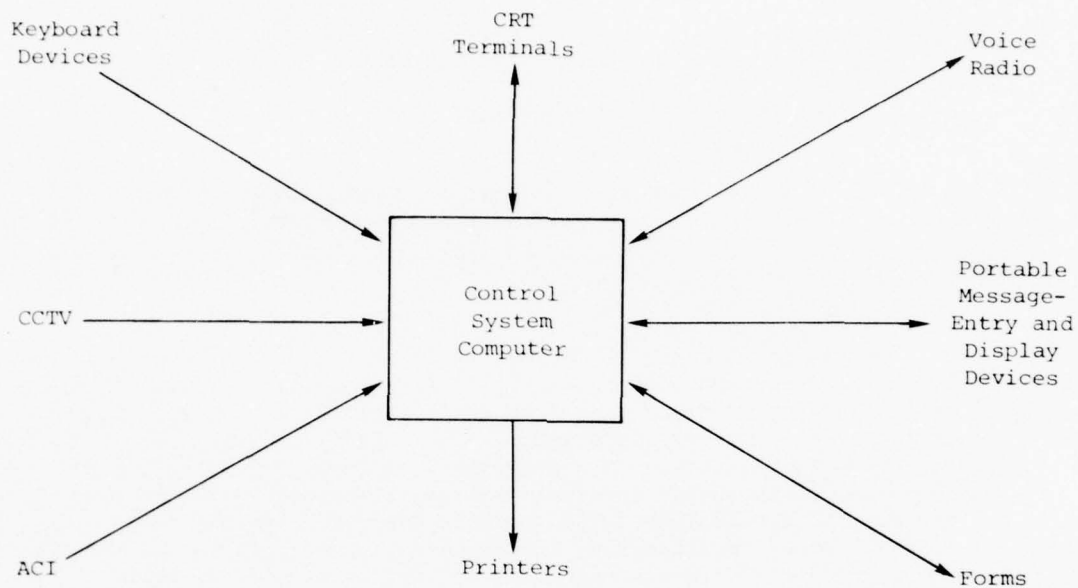 Keyboard
Devices
CRT
Terminals
Voice
Radio
CCTV
Control
System
Computer
Portable
Message-
Entry and
Display
Devices
ACI
Printers
Forms